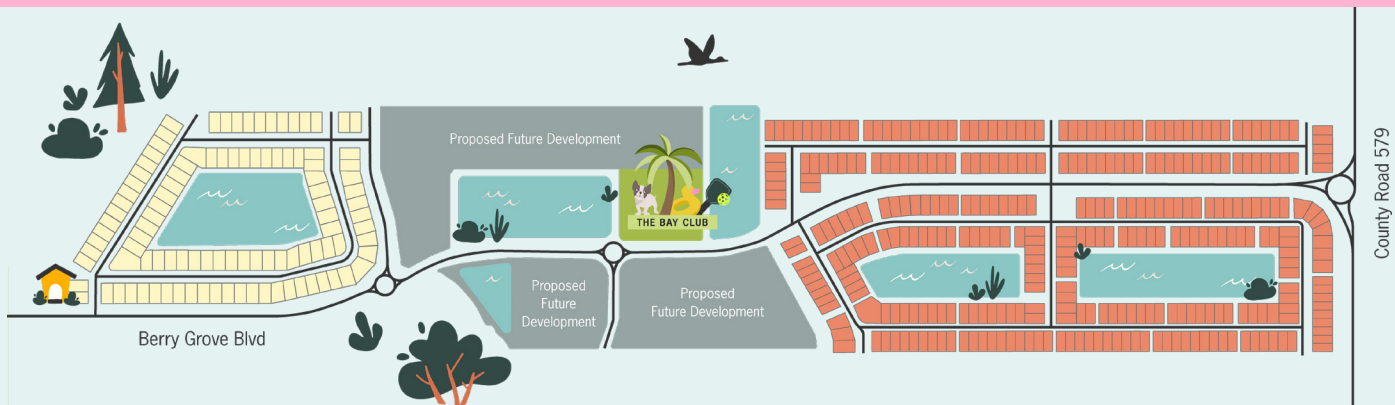 Proposed Future Development
THE BAY CLUB
County Road 579
Proposed
Future
Development
Proposed
Future Development
Berry Grove Blvd